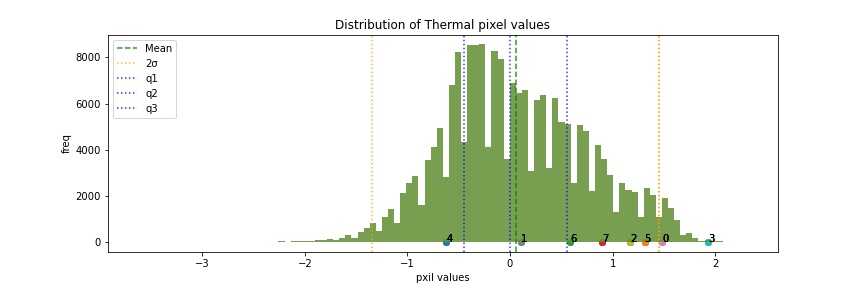 Distribution of Thermal pixel values
Mean
2σ
q1
q2
q3
freq
8000
6000
4000
2000
0
4 1 6 7 2 5 0 3
−3 −2 −1 0 1 2
pxil values